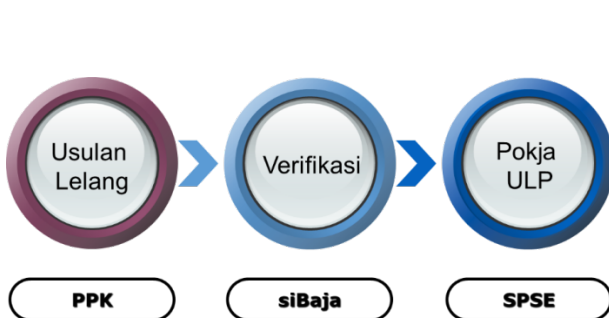 Usulan
Lelang
Verifikasi
Pokja
ULP
PPK
siBaja
SPSE